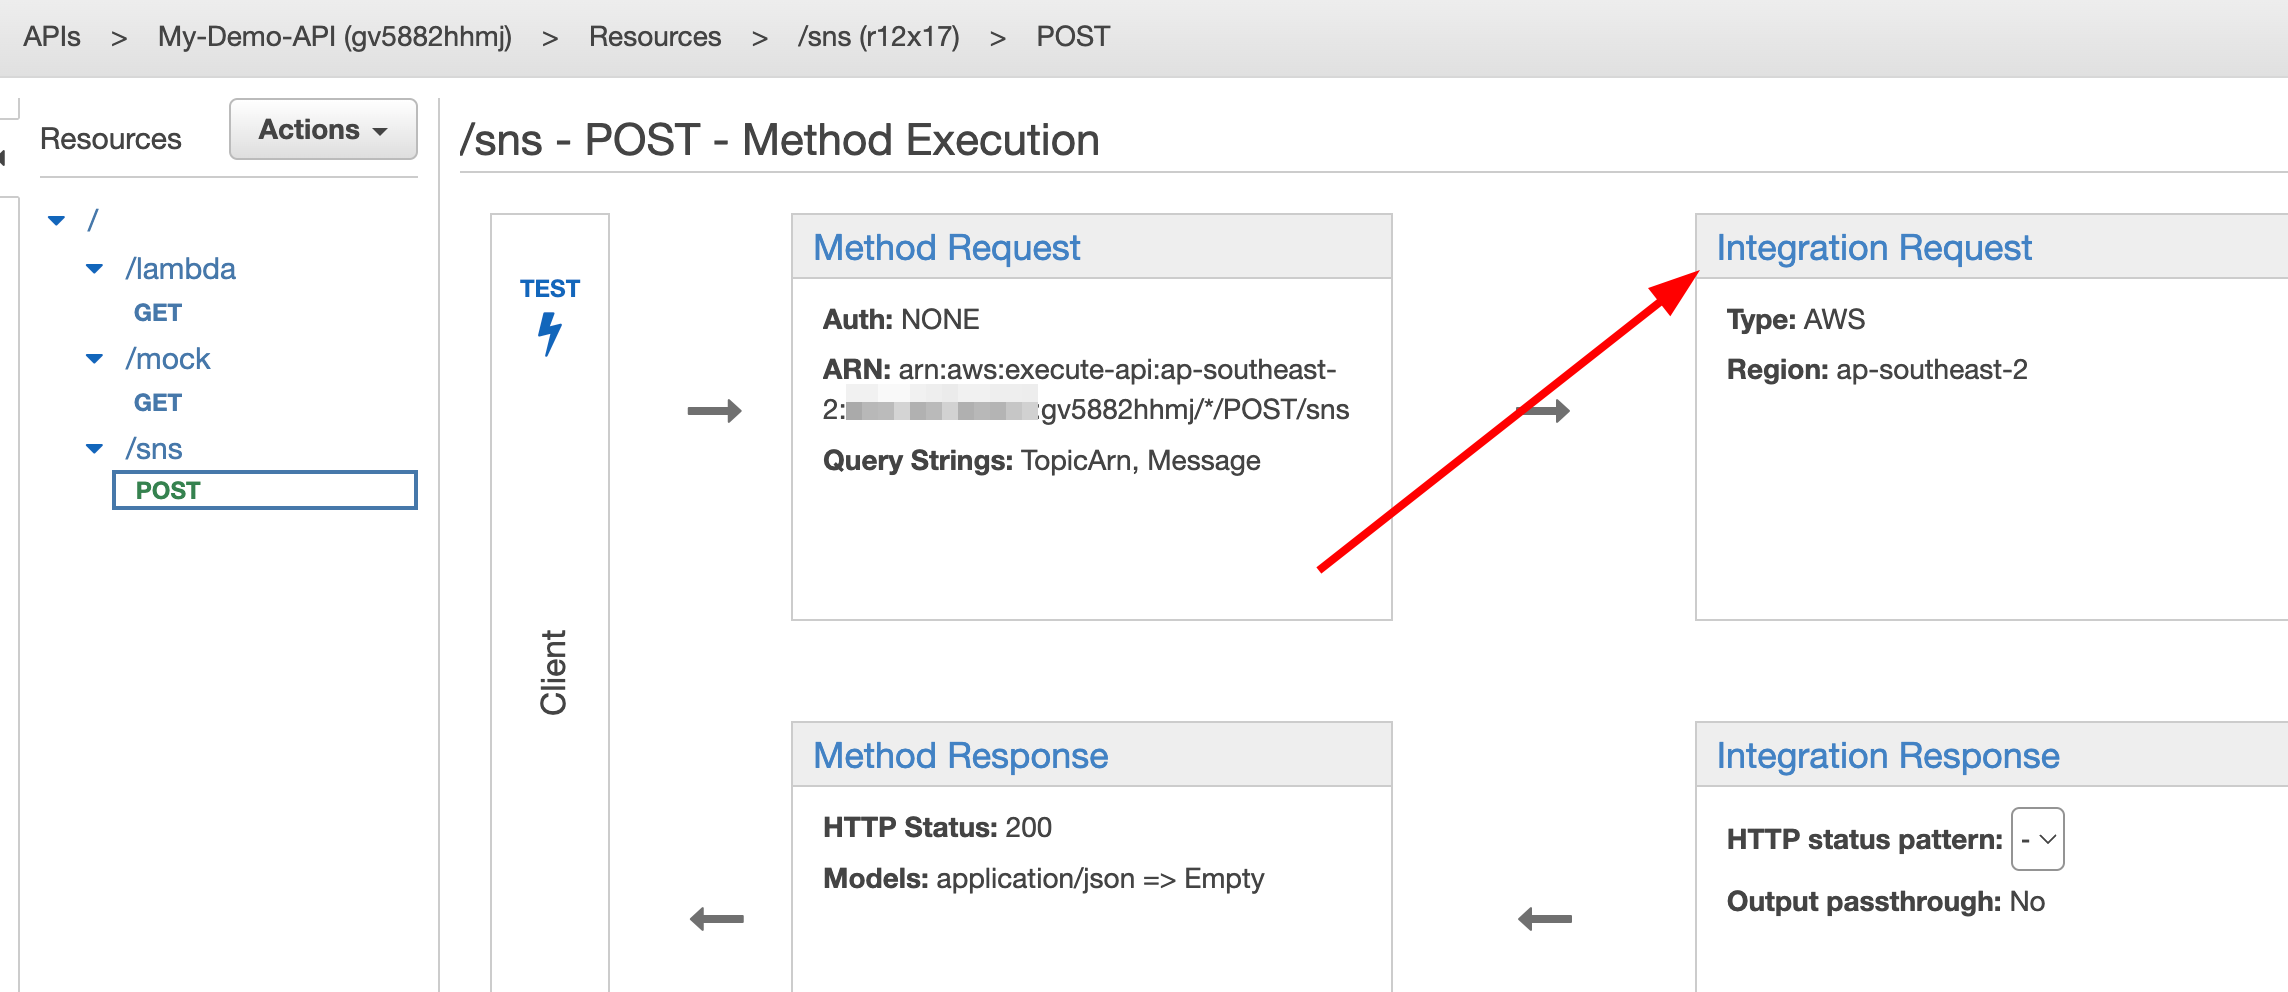 APIs > My-Demo-API (gv5882hhmj) > Resources > /sns (r12x17) > POST
Resources
Actions
/
/lambda
GET
/mock
GET
/sns
POST
/sns - POST - Method Execution
TEST
Client
Method Request
Auth: NONE
ARN: arn:aws:execute-api:ap-southeast-
2: :gv5882hhmj/*/POST/sns
Query Strings: TopicArn, Message
Integration Request
Type: AWS
Region: ap-southeast-2
Method Response
HTTP Status: 200
Models: application/json => Empty
Integration Response
HTTP status pattern: -
Output passthrough: No